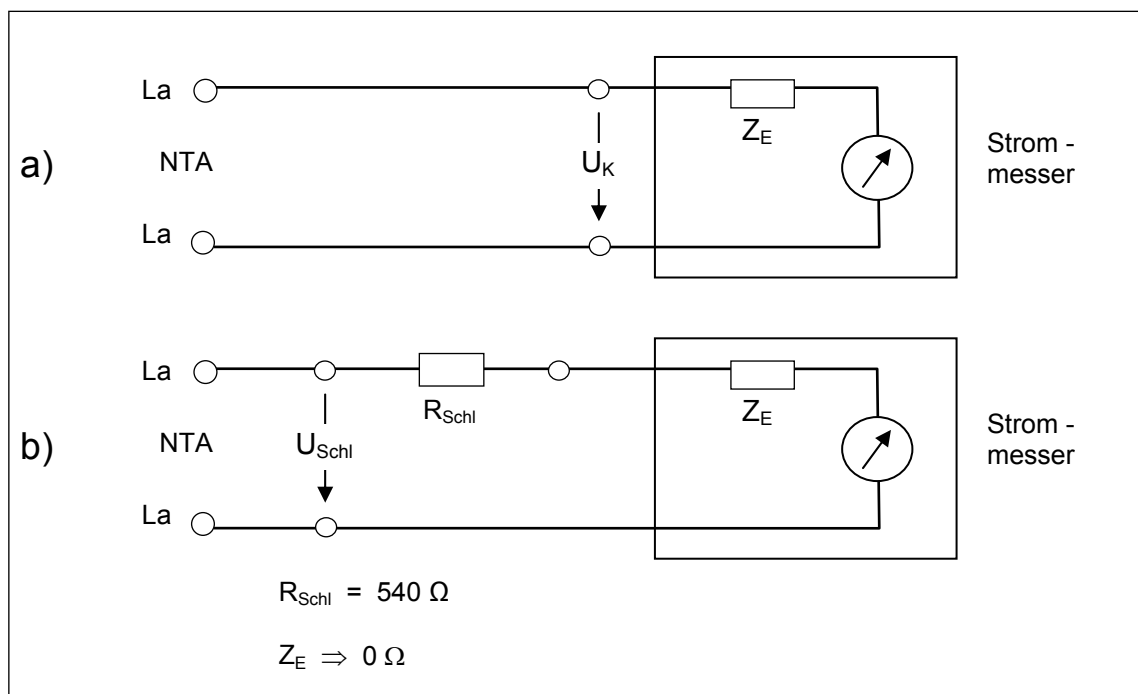 a)
La
NTA
La
U_K
Z_E
Strom -
messer
b)
La
NTA
La
U_Schl
R_Schl
Z_E
Strom -
messer
R_Schl = 540 Ω
Z_E ⇒ 0 Ω